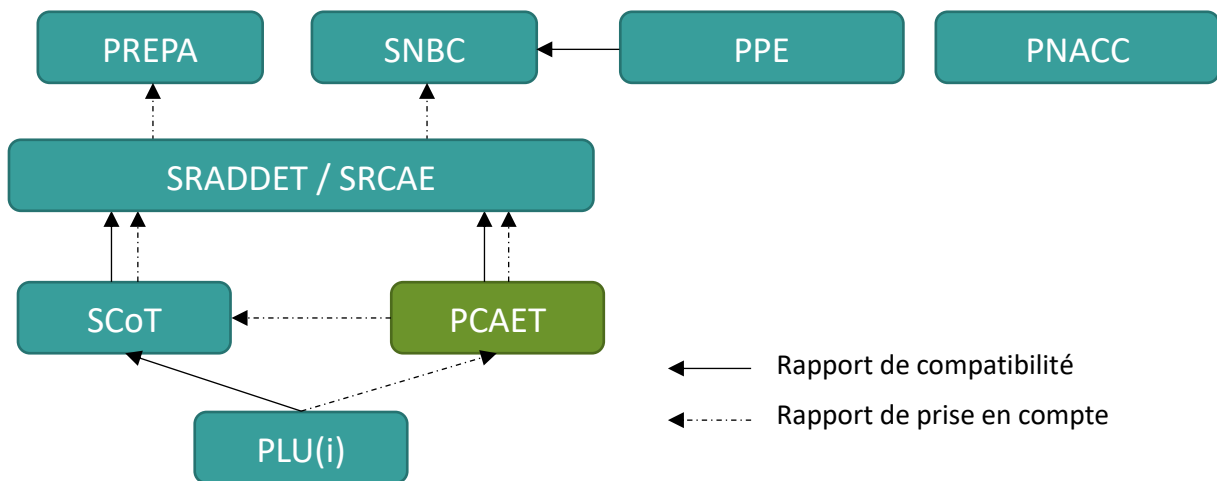 PREPA
SNBC
PPE
PNACC
SRADDET / SRCAE
SCoT
PCAET
Rapport de compatibilité
Rapport de prise en compte
PLU(i)